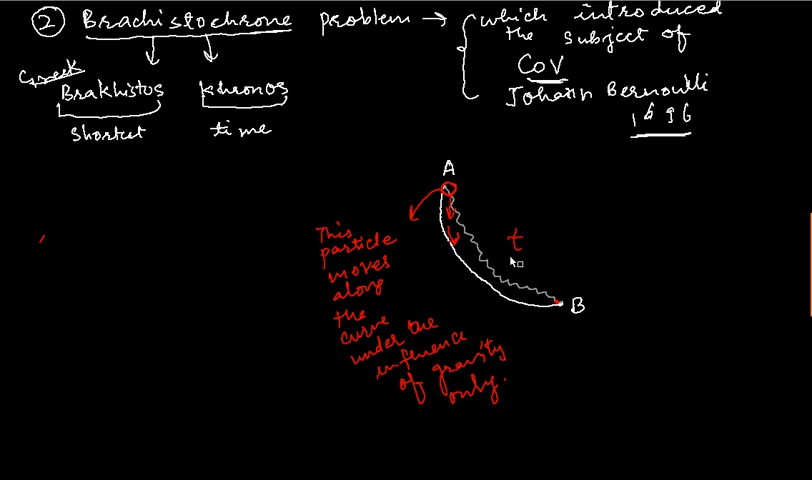 ② Brachistochrone problem → which introduced
the subject of
CoV
Greek
Brakhistos khronos
Johann Bernoulli
1696
shortest time
A
This
particle
moves
along
the
curve
under the
inference
of gravity
only.
t
B